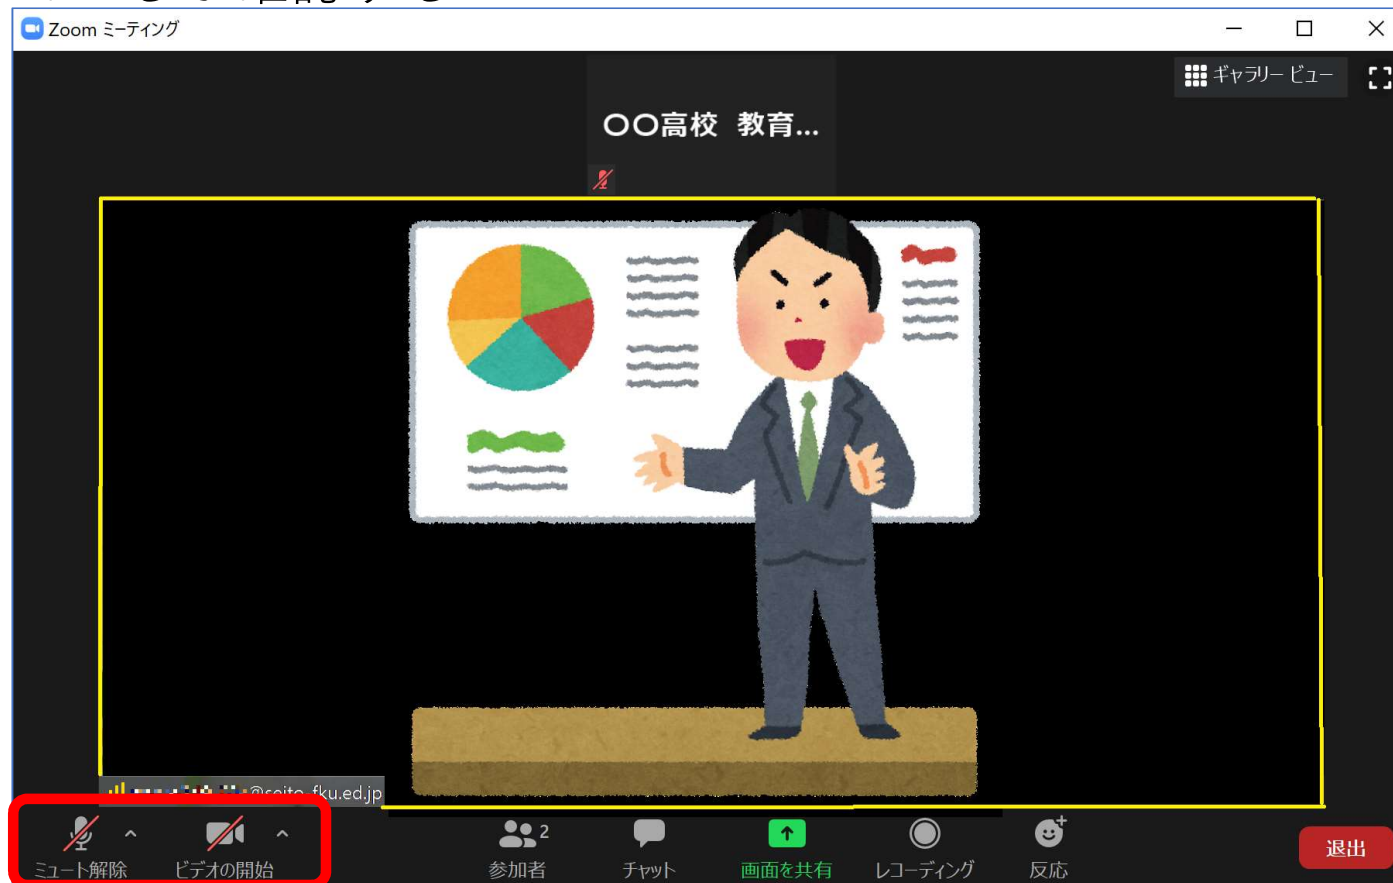 Zoom ミーティング
ギャラリー ビュー
〇〇高校 教育...
@seito.fku.ed.jp
ミュート解除
ビデオの開始
2
参加者
チャット
画面を共有
レコーディング
反応
退出